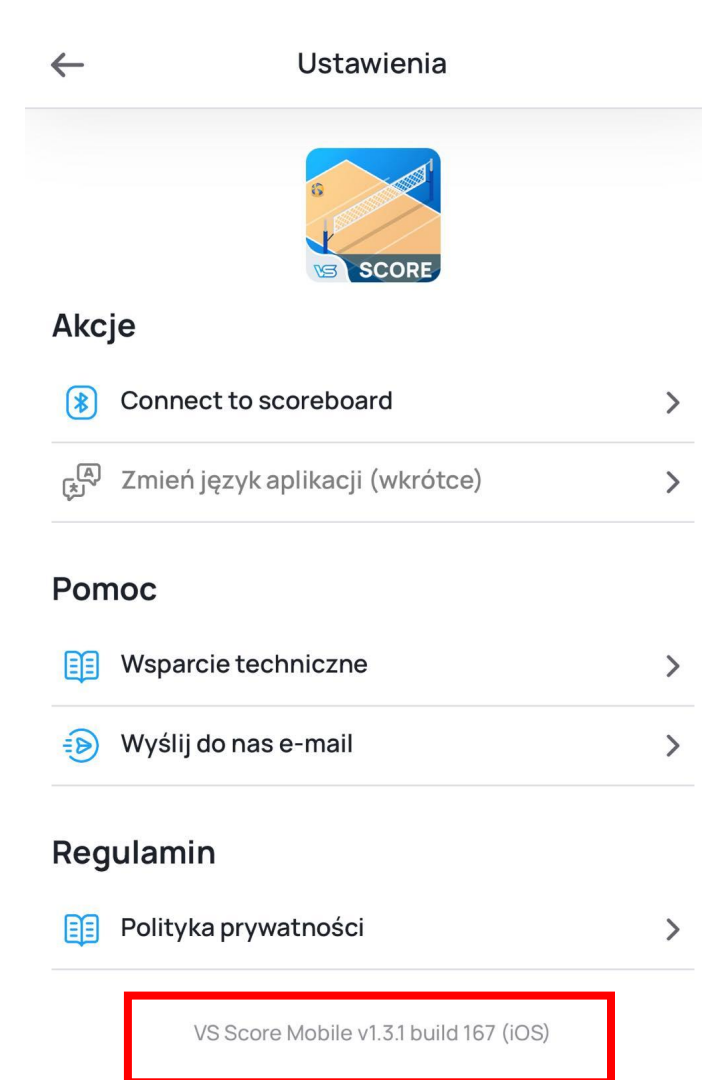 Ustawienia
VS SCORE
Akcje
Connect to scoreboard
Zmień język aplikacji (wkrótce)
Pomoc
Wsparcie techniczne
Wyślij do nas e-mail
Regulamin
Polityka prywatności
VS Score Mobile v1.3.1 build 167 (iOS)